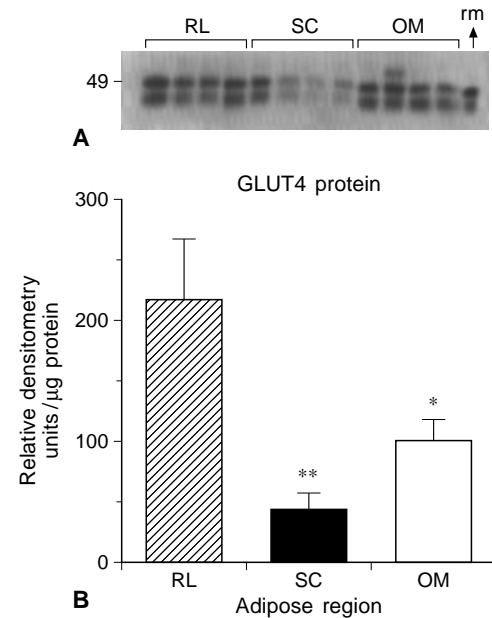 RL SC OM rm
49
A
GLUT4 protein
300
200
100
0
Relative densitometry
units/µg protein
*
**
RL SC OM
B Adipose region